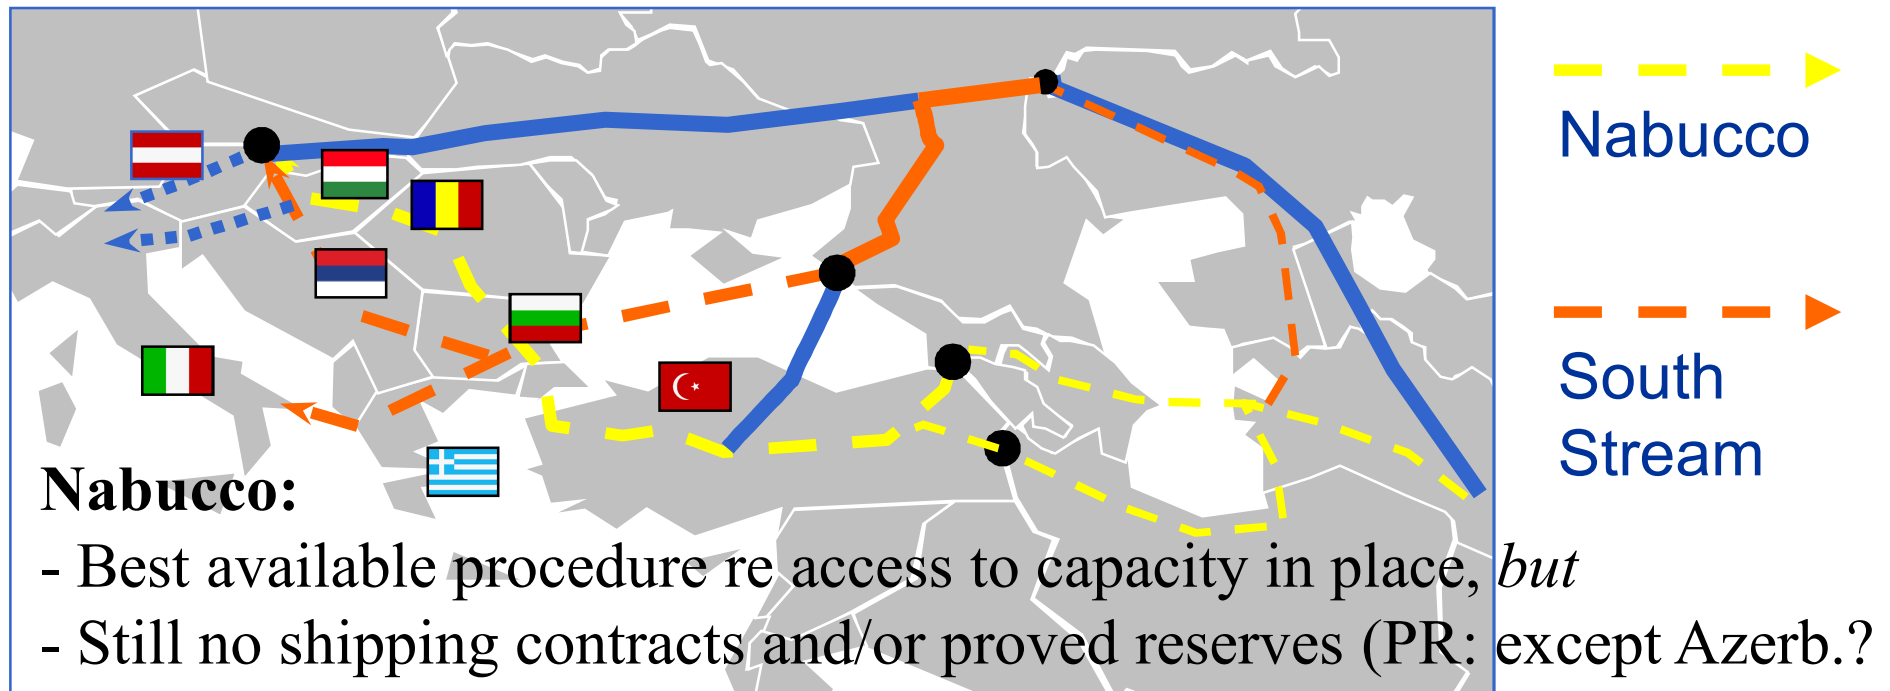 Nabucco
South
Stream
Nabucco:
- Best available procedure re access to capacity in place, but
- Still no shipping contracts and/or proved reserves (PR: except Azerb.?